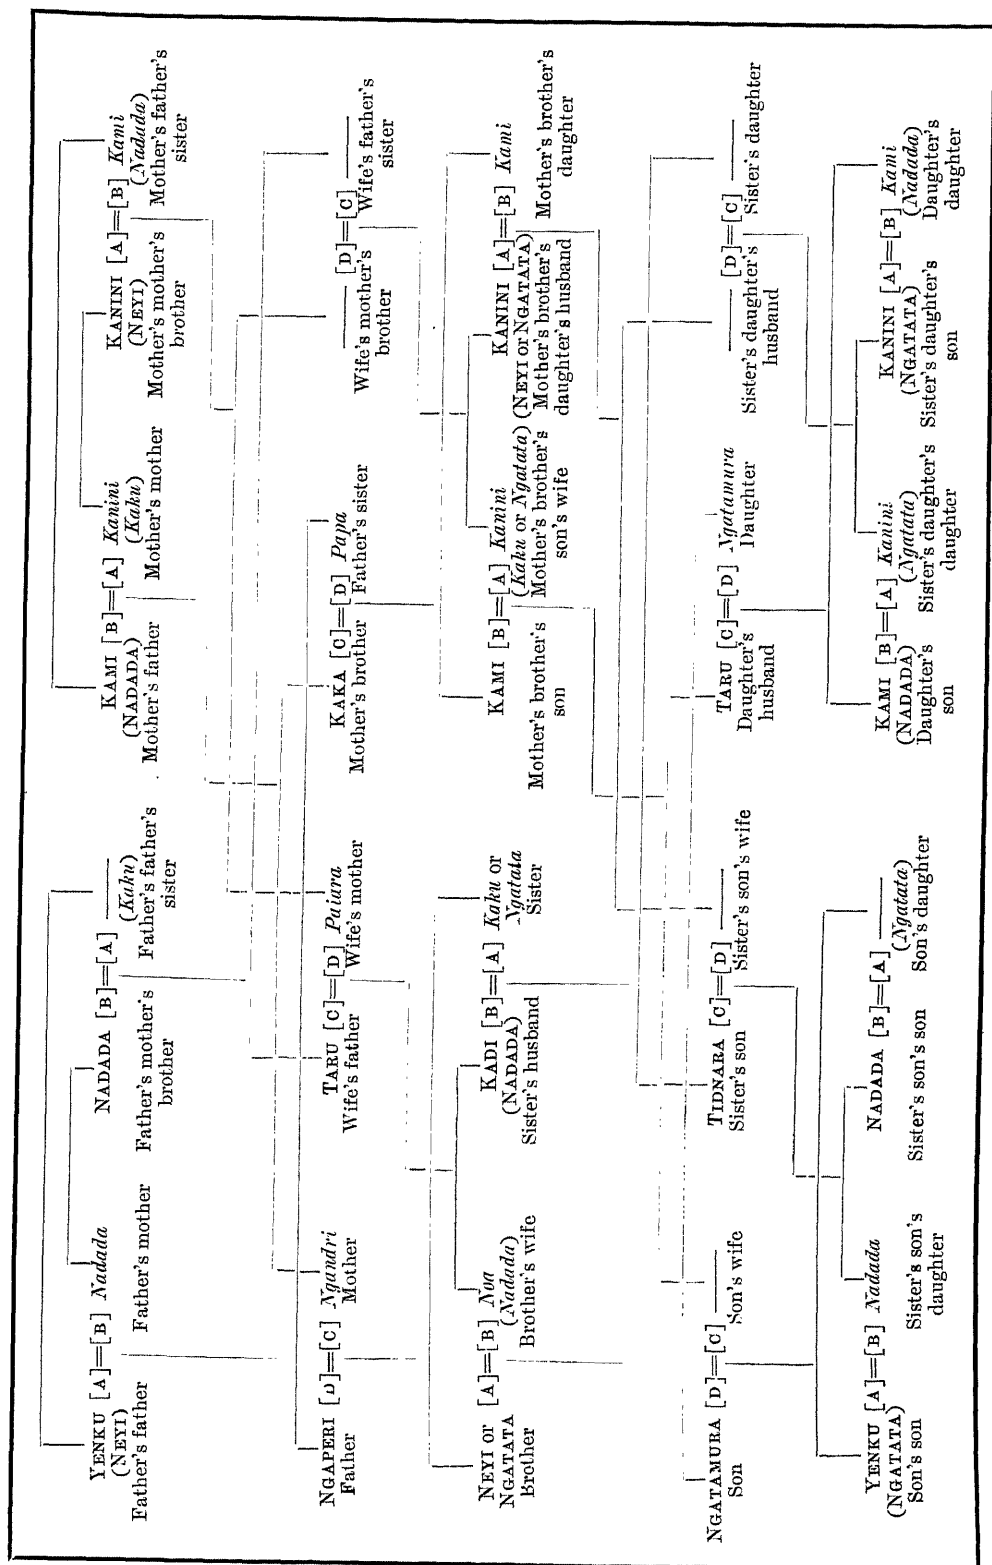 YENKU [A]=[B] Nadada NADADA [B]=[A] ——— KAMI [B]=[A] Kanini KANINI [A]=[B] Kami
(NEYI) (Kaku) (NADADA) (Kaku) (NEYI) (Nadada)
Father's father Father's mother Father's mother's Father's father's Mother's father Mother's mother Mother's mother's Mother's father's
brother sister brother sister
NGAPERI [D]=[C] Ngandri TARU [C]=[D] Paiara KAKA [C]=[D] Papa ——— [D]=[C] ———
Father Mother Wife's father Wife's mother Mother's brother Father's sister Wife's mother's Wife's father's
brother sister
NEYI or [A]=[B] Noa KADI [B]=[A] Kaku or KAMI [B]=[A] Kanini KANINI [A]=[B] Kami
NGATATA (Nadada) (NADADA) Ngatata (Kaku or Ngatata) (NEYI or NGATATA)
Brother Brother's wife Sister's husband Sister Mother's brother's Mother's brother's Mother's brother's Mother's brother's
son son's wife daughter's husband daughter
NGATAMURA [D]=[C] ——— TIDNARA [C]=[D] ——— TARU [C]=[D] Ngatamura ——— [D]=[C] ———
Son Son's wife Sister's son Sister's son's wife Daughter's Daughter Sister's daughter's Sister's daughter
husband husband
YENKU [A]=[B] Nadada NADADA [B]=[A] ——— KAMI [B]=[A] Kanini KANINI [A]=[B] Kami
(NGATATA) (Ngatata) (NADADA) (Ngatata) (NGATATA) (Nadada)
Son's son Sister's son's Sister's son's son Son's daughter Daughter's Sister's daughter's Sister's daughter's Daughter's
daughter son daughter son daughter